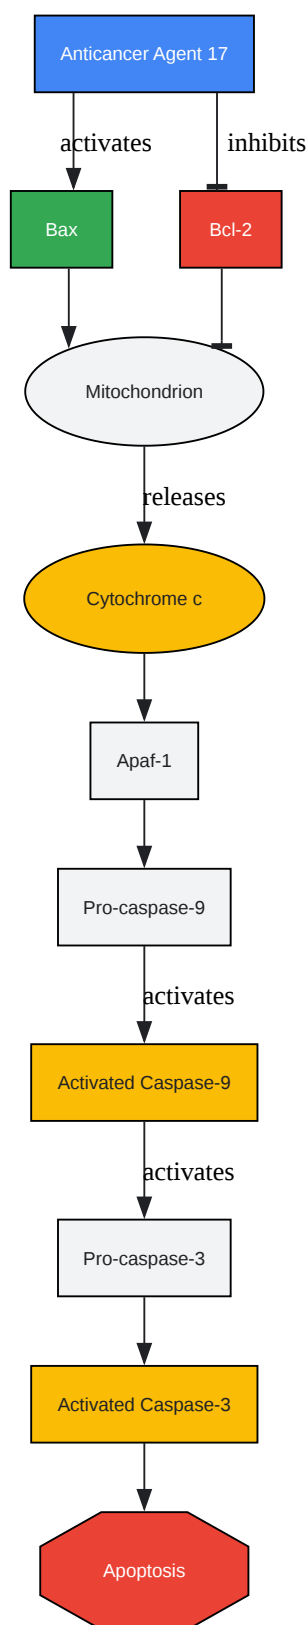 Anticancer Agent 17
activates
inhibits
Bax
Bcl-2
Mitochondrion
releases
Cytochrome c
Apaf-1
Pro-caspase-9
activates
Activated Caspase-9
activates
Pro-caspase-3
Activated Caspase-3
Apoptosis